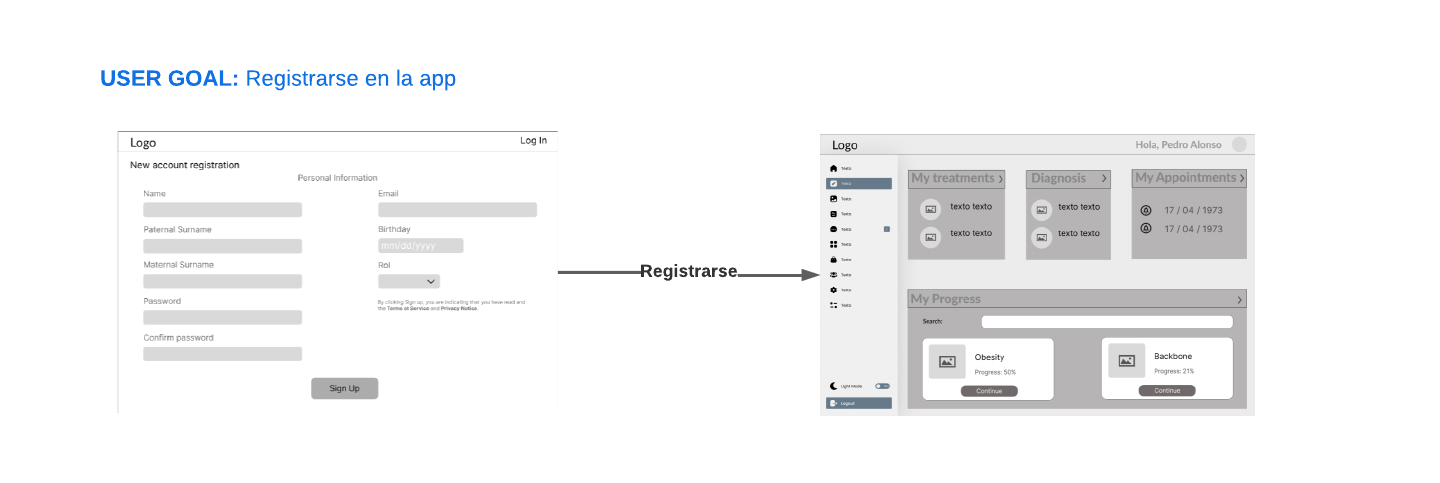 USER GOAL: Registrarse en la app
Logo
Log In
New account registration
Personal Information
Name
Email
Paternal Surname
Birthday
mm/dd/yyyy
Maternal Surname
Rol
Password
By clicking Sign up, you are indicating that you have read and
the Terms of Service and Privacy Notice.
Confirm password
Sign Up
Registrarse
Logo
Hola, Pedro Alonso
Texto
Texto
Texto
Texto
Texto
Texto
Texto
Texto
Texto
Texto
Light Mode
Logout
My treatments
texto texto
texto texto
Diagnosis
texto texto
texto texto
My Appointments
17 / 04 / 1973
17 / 04 / 1973
My Progress
Search:
Obesity
Progress: 50%
Continue
Backbone
Progress: 21%
Continue